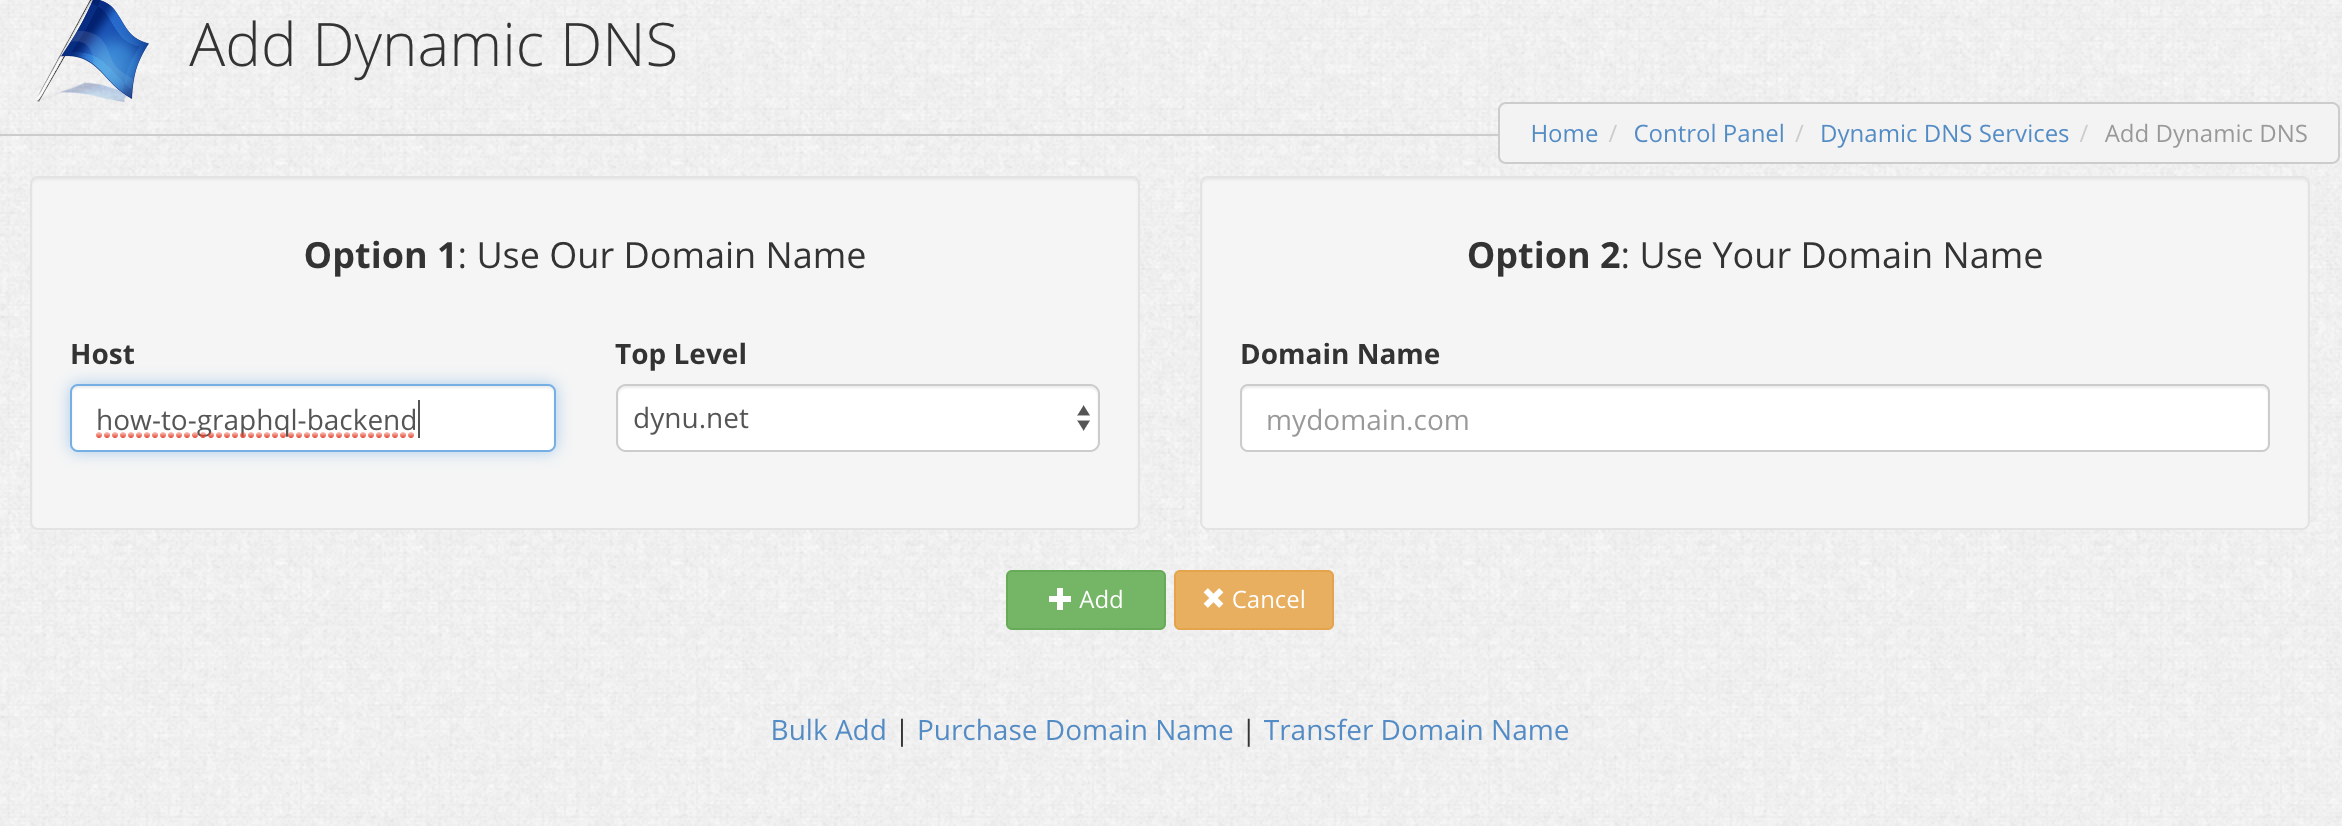 Add Dynamic DNS
Home / Control Panel / Dynamic DNS Services / Add Dynamic DNS
Option 1: Use Our Domain Name
Host
how-to-graphql-backend
Top Level
dynu.net
Option 2: Use Your Domain Name
Domain Name
mydomain.com
Add
Cancel
Bulk Add | Purchase Domain Name | Transfer Domain Name